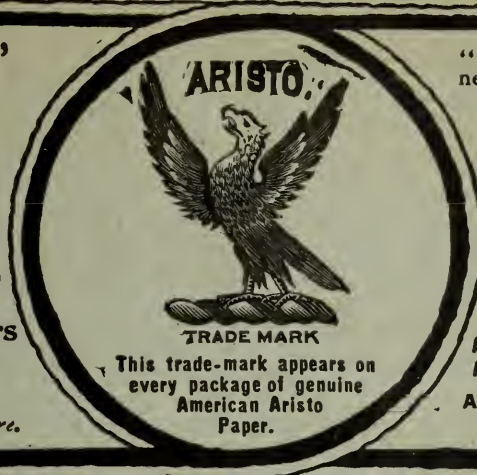 ARISTO
TRADE MARK
This trade-mark appears on
every package of genuine
American Aristo
Paper.